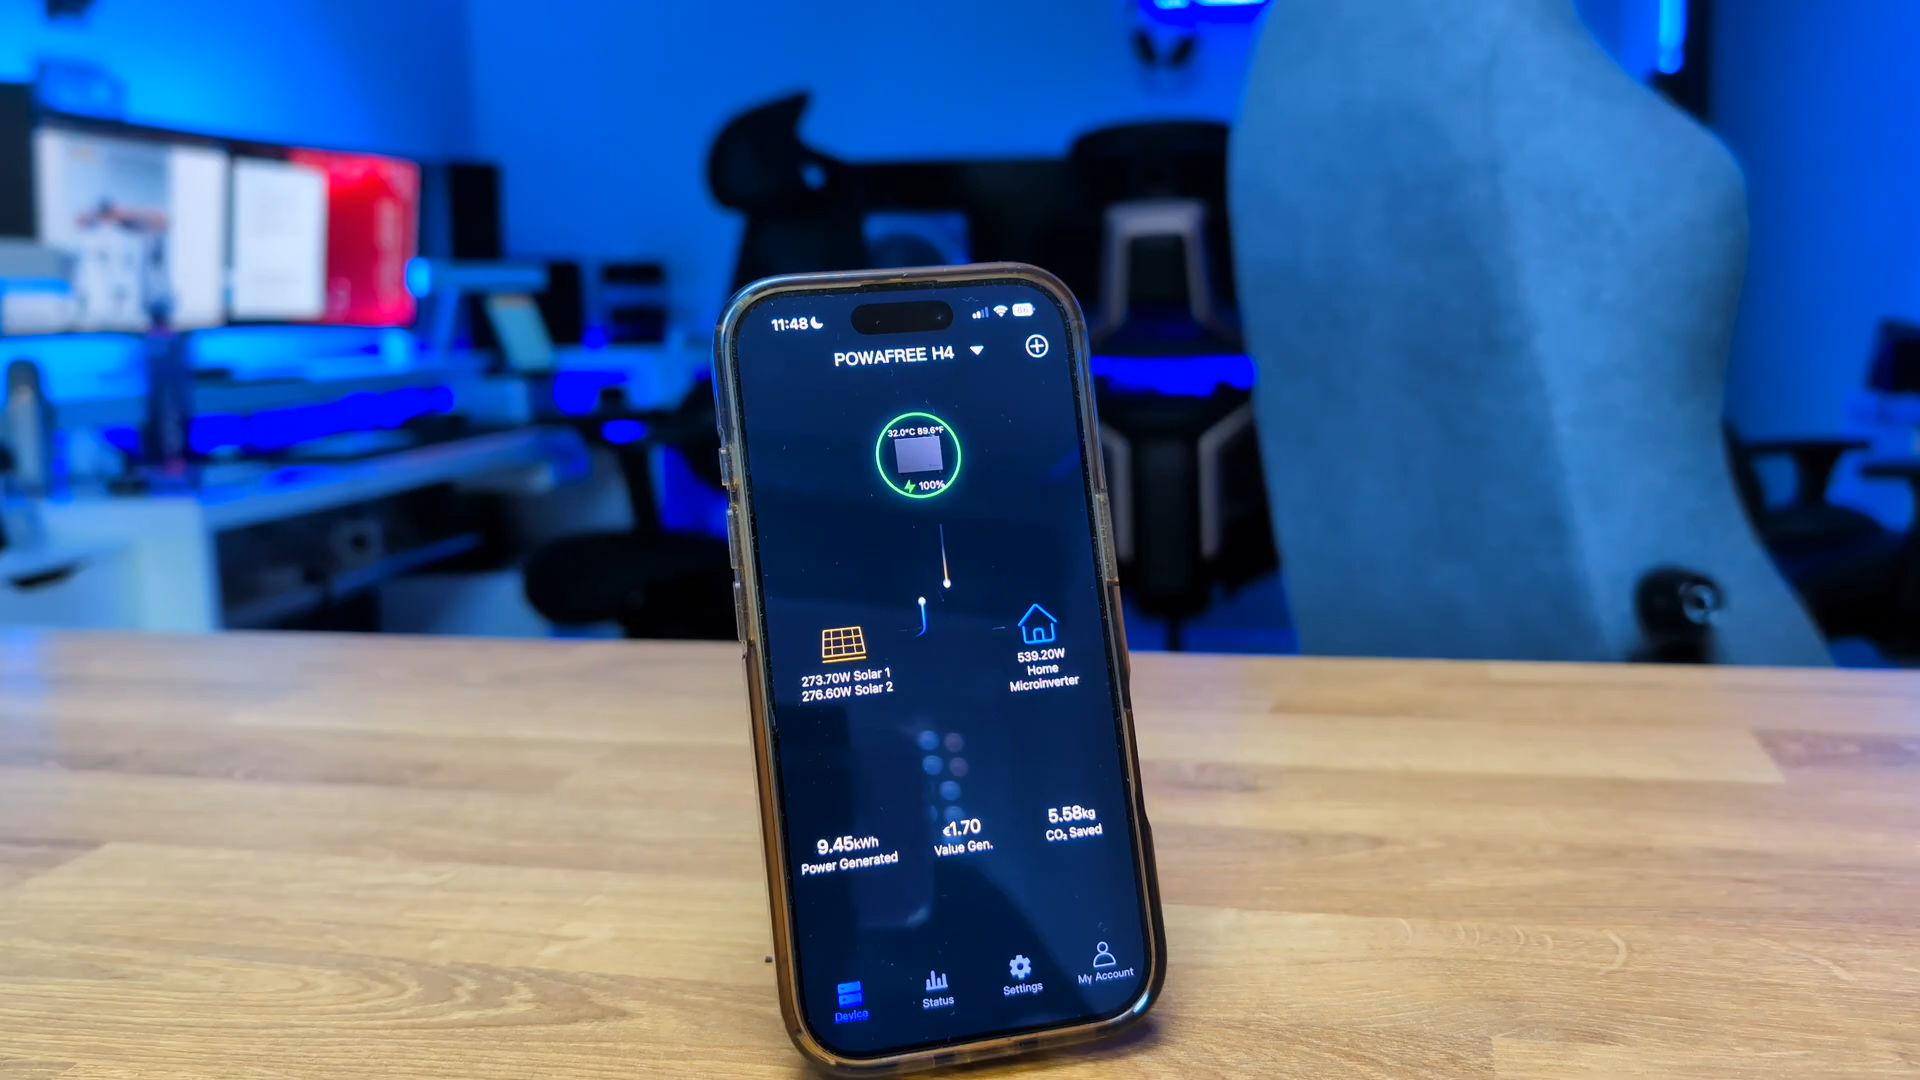 11:48
POWAFREE H4
32.0°C 89.6°F
100%
273.70W Solar 1
276.60W Solar 2
539.20W
Home
Microinverter
9.45kWh
Power Generated
€1.70
Value Gen.
5.58kg
CO₂ Saved
Device
Status
Settings
My Account